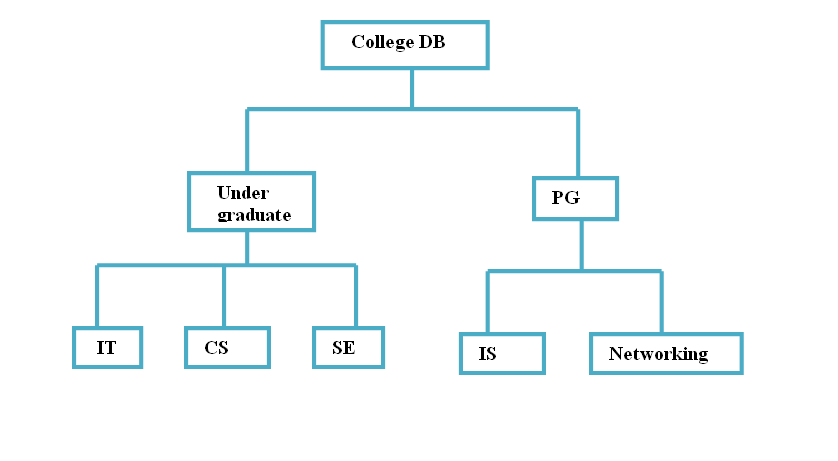 College DB
Under
graduate
PG
IT
CS
SE
IS
Networking